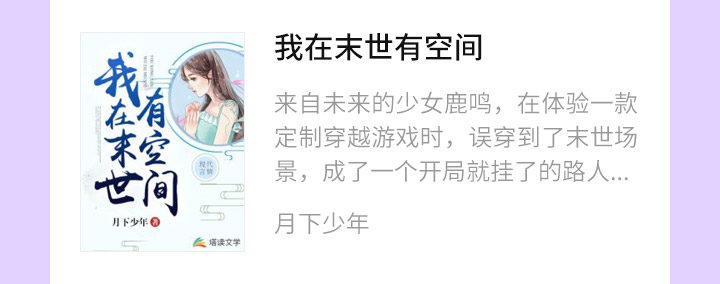 我在末世有空间
来自未来的少女鹿鸣，在体验一款
定制穿越游戏时，误穿到了末世场
景，成了一个开局就挂了的路人...
月下少年
我在末世
有空间
现代
言情
月下少年 著
塔读文学